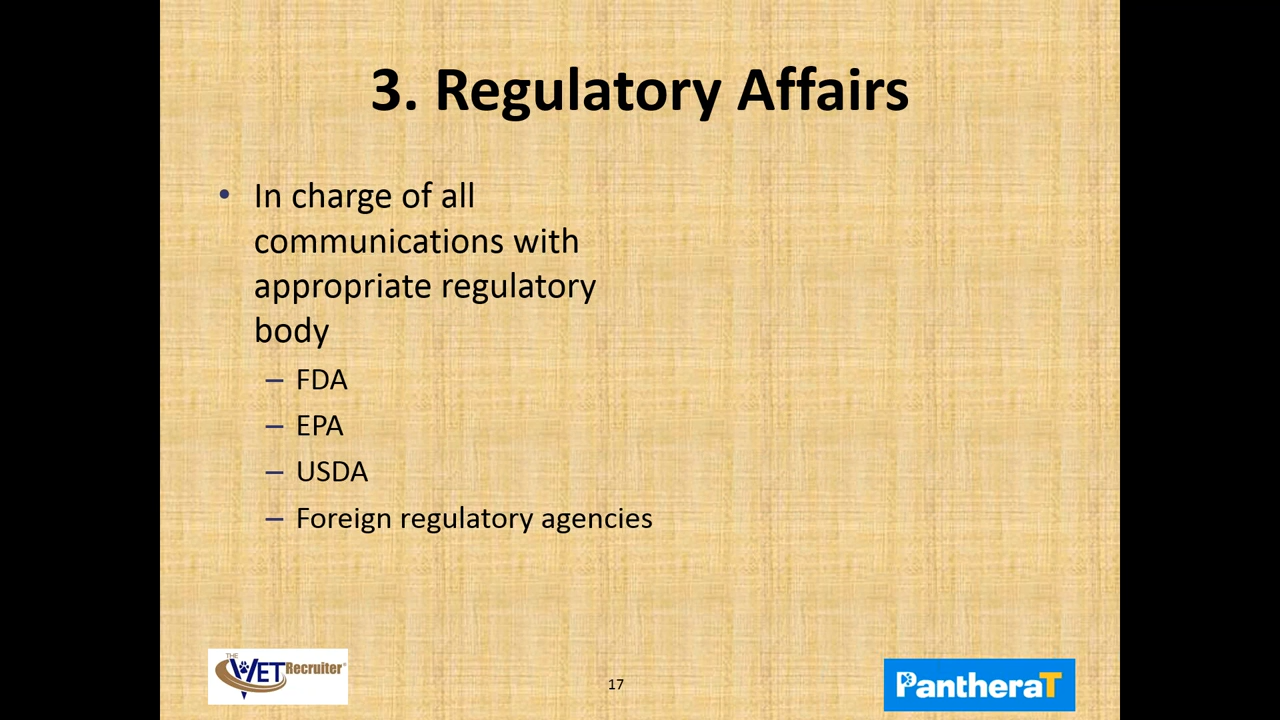 3. Regulatory Affairs
• In charge of all
communications with
appropriate regulatory
body
– FDA
– EPA
– USDA
– Foreign regulatory agencies
THE
VET Recruiter®
17
PantheraT